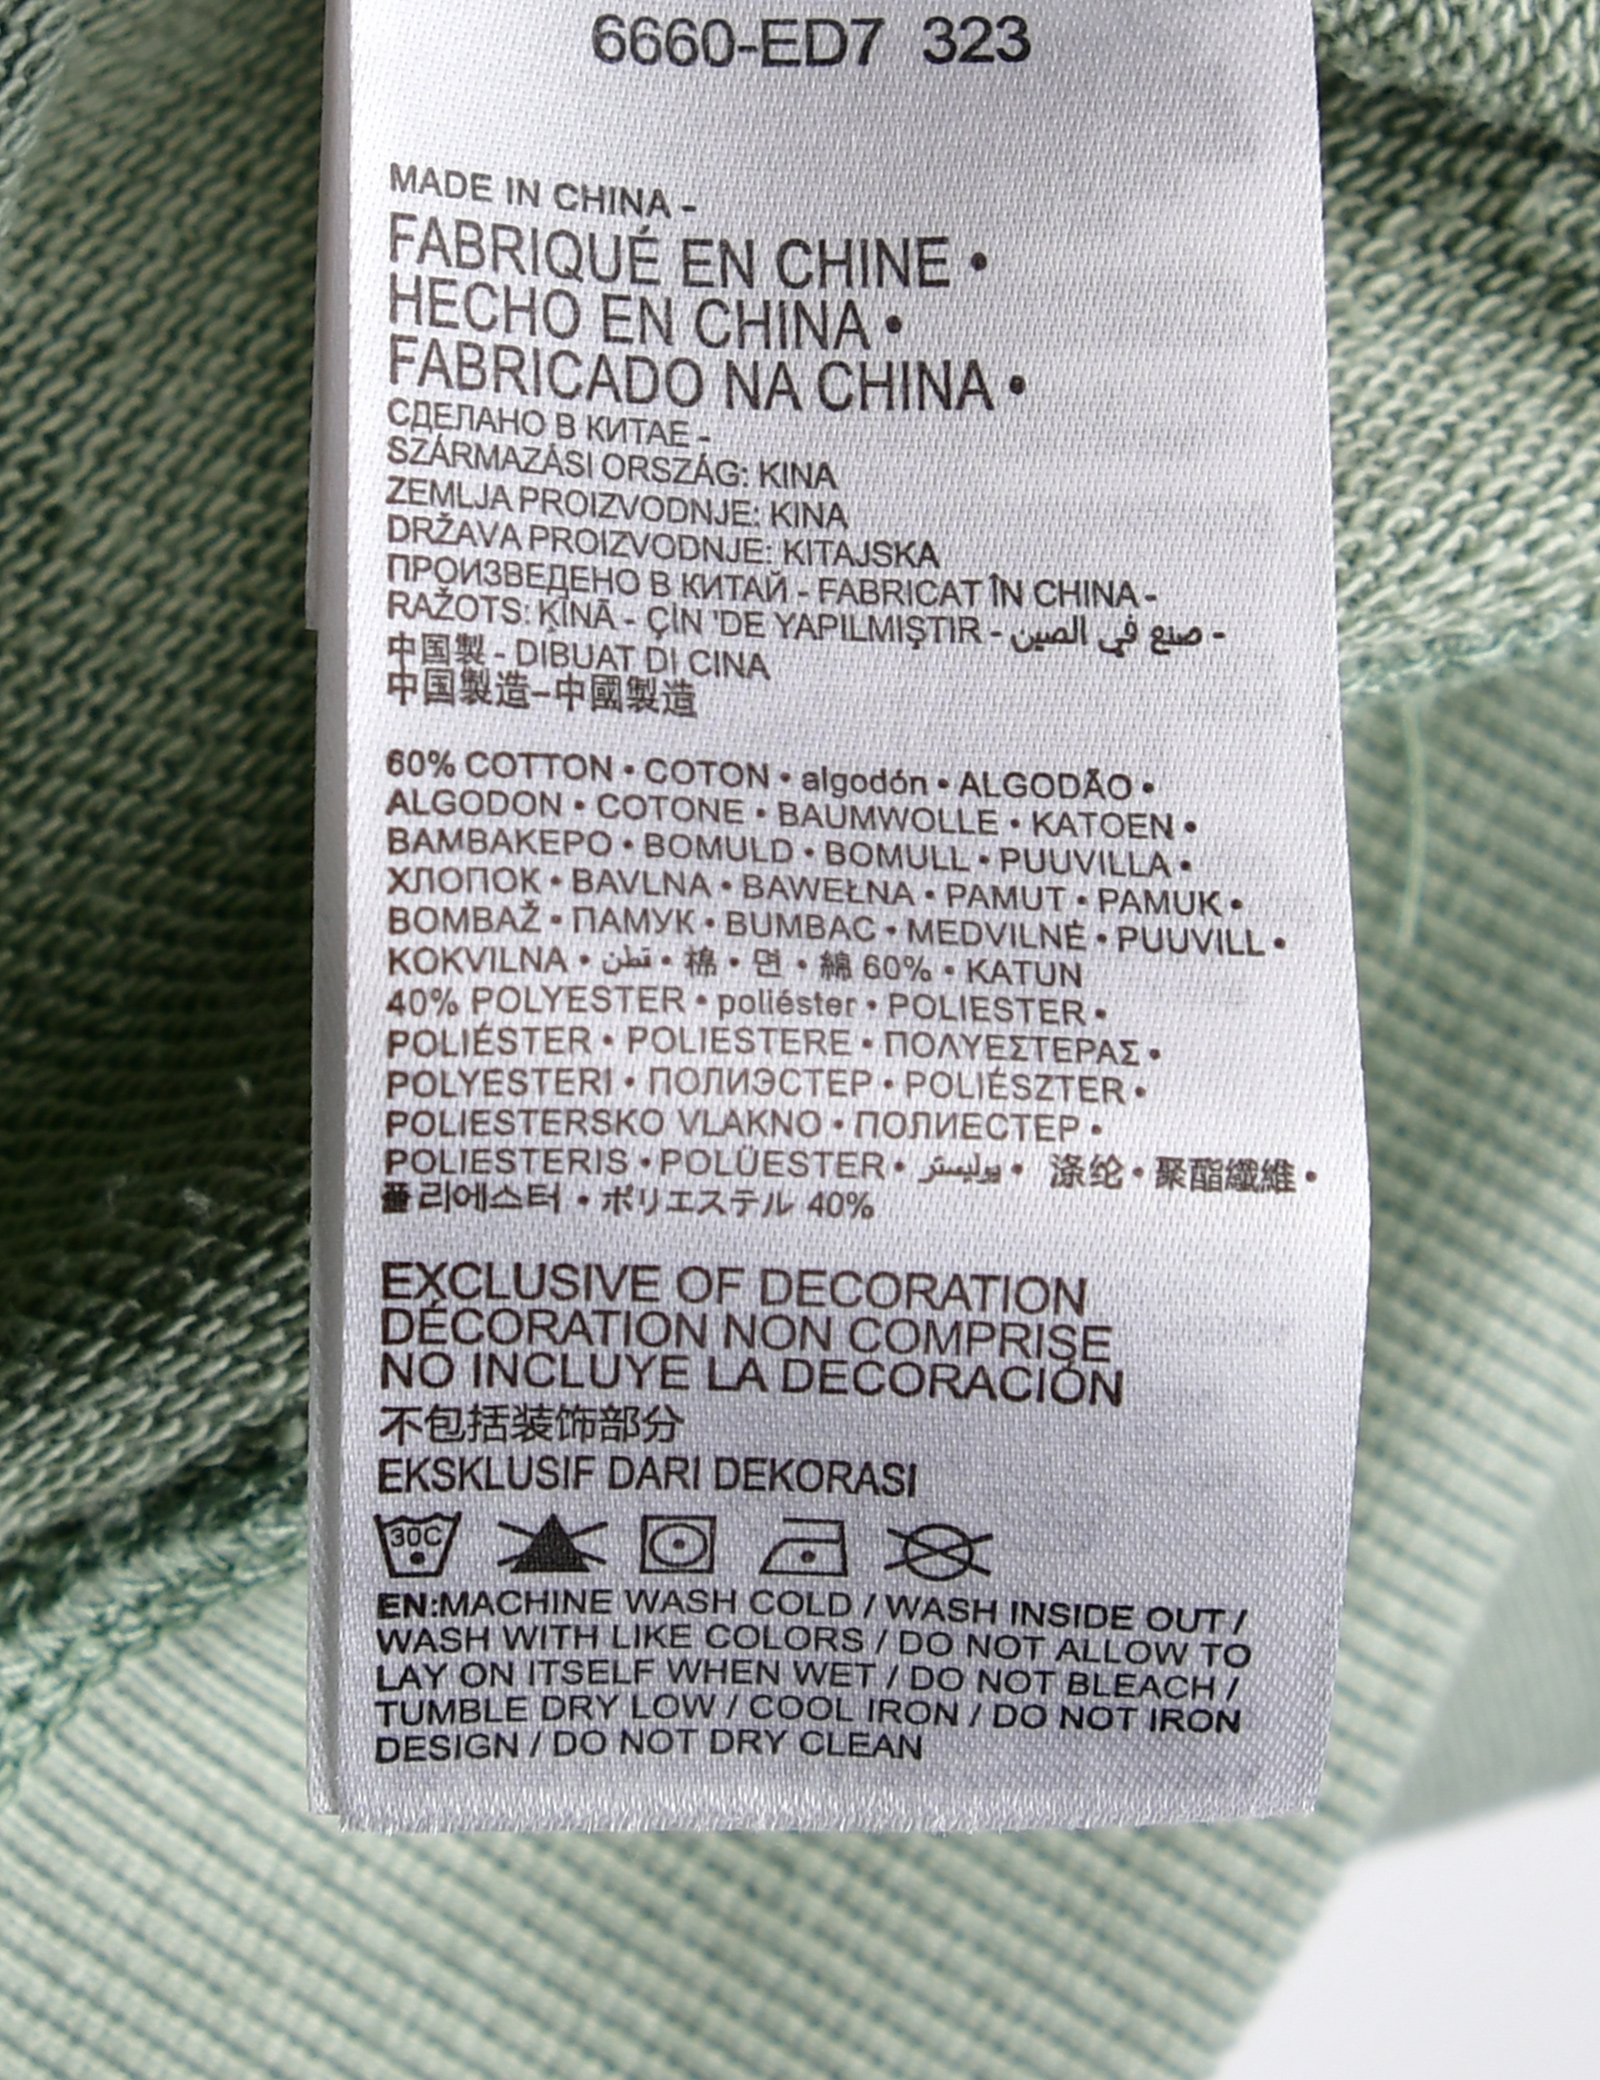 6660-ED7 323
MADE IN CHINA -
FABRIQUÉ EN CHINE •
HECHO EN CHINA •
FABRICADO NA CHINA •
СДЕЛАНО В КИТАЕ -
SZÁRMAZÁSI ORSZÁG: KINA
ZEMLJA PROIZVODNJE: KINA
DRŽAVA PROIZVODNJE: KITAJSKA
ПРОИЗВЕДЕНО В КИТАЙ - FABRICAT ÎN CHINA -
RAŽOTS: ĶĪNĀ - ÇİN 'DE YAPILMIŞTIR - صنع في الصين -
中国製 - DIBUAT DI CINA
中国製造-中國製造
60% COTTON • COTON • algodón • ALGODÃO •
ALGODON • COTONE • BAUMWOLLE • KATOEN •
ΒΑΜΒΑΚΕΡΟ • BOMULD • BOMULL • PUUVILLA •
ХЛОПОК • BAVLNA • BAWEŁNA • PAMUT • PAMUK •
BOMBAŽ • ПАМУК • BUMBAC • MEDVILNĖ • PUUVILL •
KOKVILNA • قطن • 棉 • 면 • 綿 60% • KATUN
40% POLYESTER • poliéster • POLIESTER •
POLIÉSTER • POLIESTERE • ΠΟΛΥΕΣΤΕΡΑΣ •
POLYESTERI • ПОЛИЭСТЕР • POLIÉSZTER •
POLIESTERSKO VLAKNO • ПОЛИЕСТЕР •
POLIESTERIS • POLÜESTER • بوليستر • 涤纶 • 聚酯纖維 •
폴리에스터 • ポリエステル 40%
EXCLUSIVE OF DECORATION
DÉCORATION NON COMPRISE
NO INCLUYE LA DECORACIÓN
不包括装饰部分
EKSKLUSIF DARI DEKORASI
30C
EN:MACHINE WASH COLD / WASH INSIDE OUT /
WASH WITH LIKE COLORS / DO NOT ALLOW TO
LAY ON ITSELF WHEN WET / DO NOT BLEACH /
TUMBLE DRY LOW / COOL IRON / DO NOT IRON
DESIGN / DO NOT DRY CLEAN